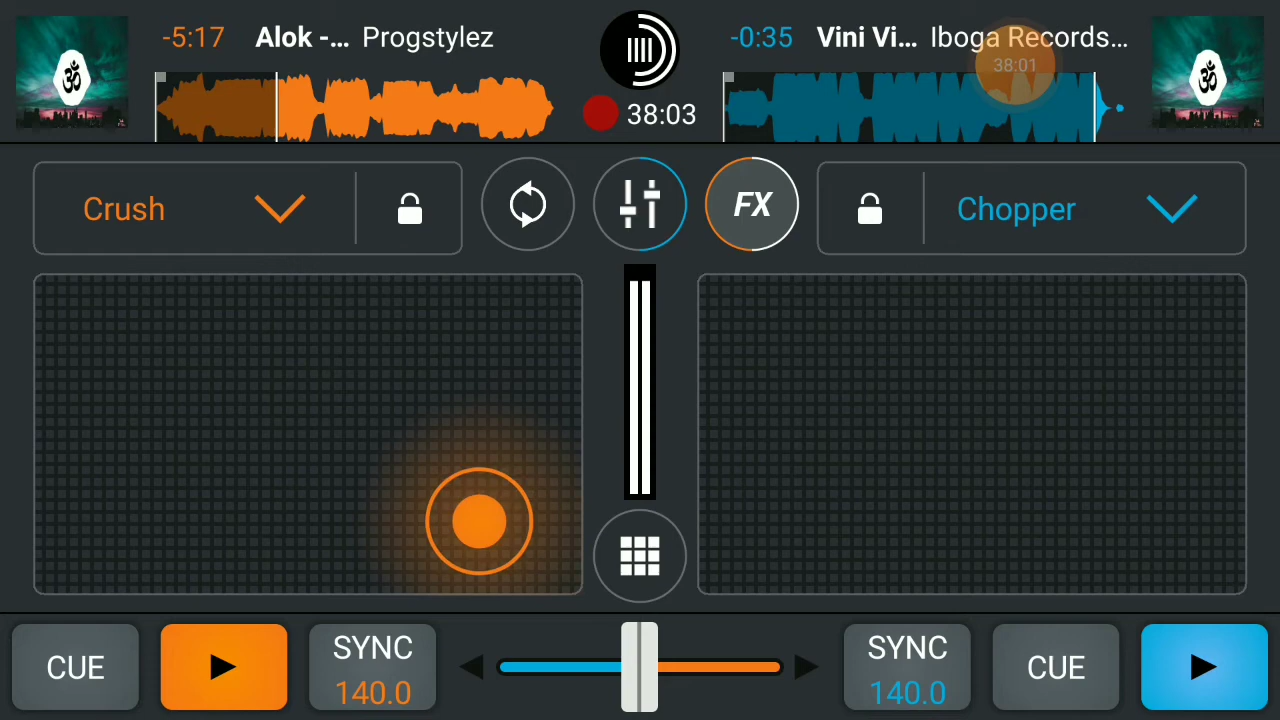 -5:17 Alok -... Progstylez
-0:35 Vini Vi... Iboga Records...
38:01
38:03
Crush
FX
Chopper
CUE
SYNC
140.0
SYNC
140.0
CUE
ॐ
ॐ